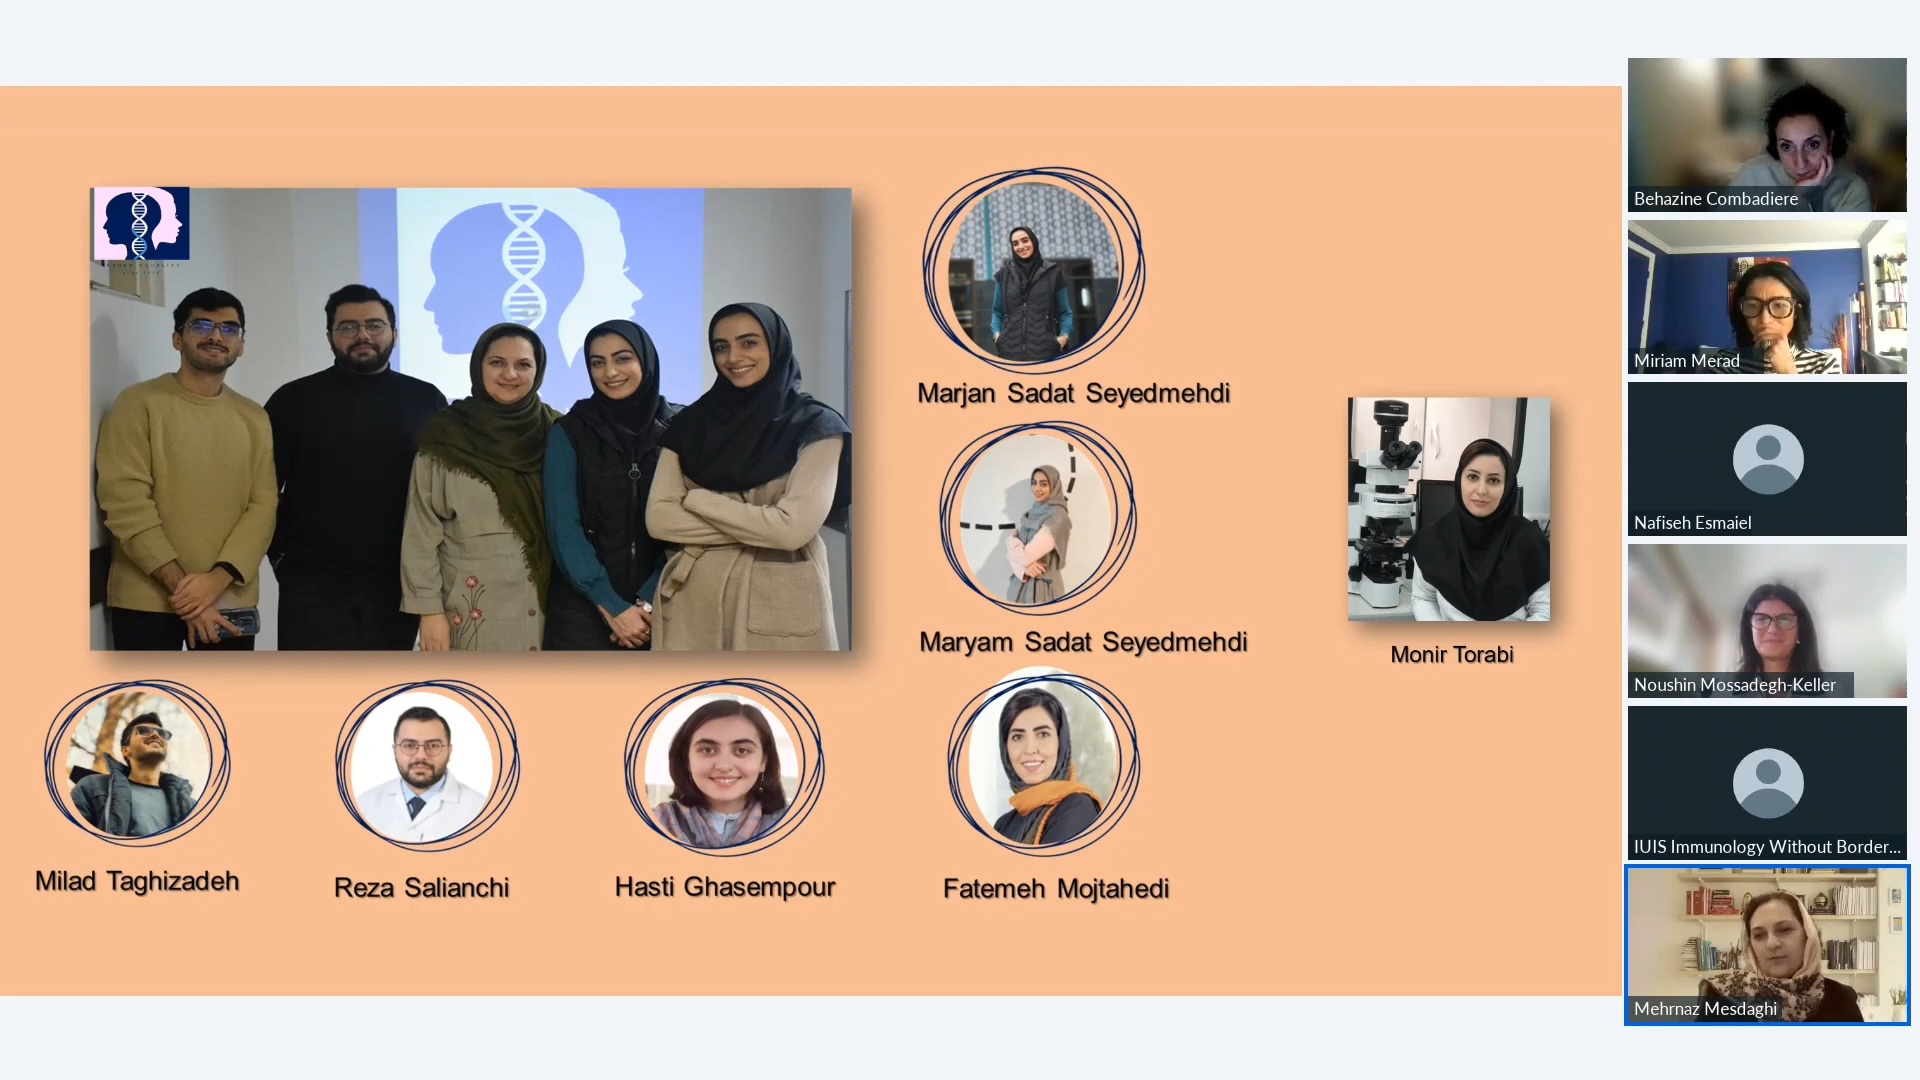 Marjan Sadat Seyedmehdi
Maryam Sadat Seyedmehdi
Monir Torabi
Milad Taghizadeh
Reza Salianchi
Hasti Ghasempour
Fatemeh Mojtahedi
Behazine Combadiere
Miriam Merad
Nafiseh Esmaiel
Noushin Mossadegh-Keller
IUIS Immunology Without Border...
Mehrnaz Mesdaghi